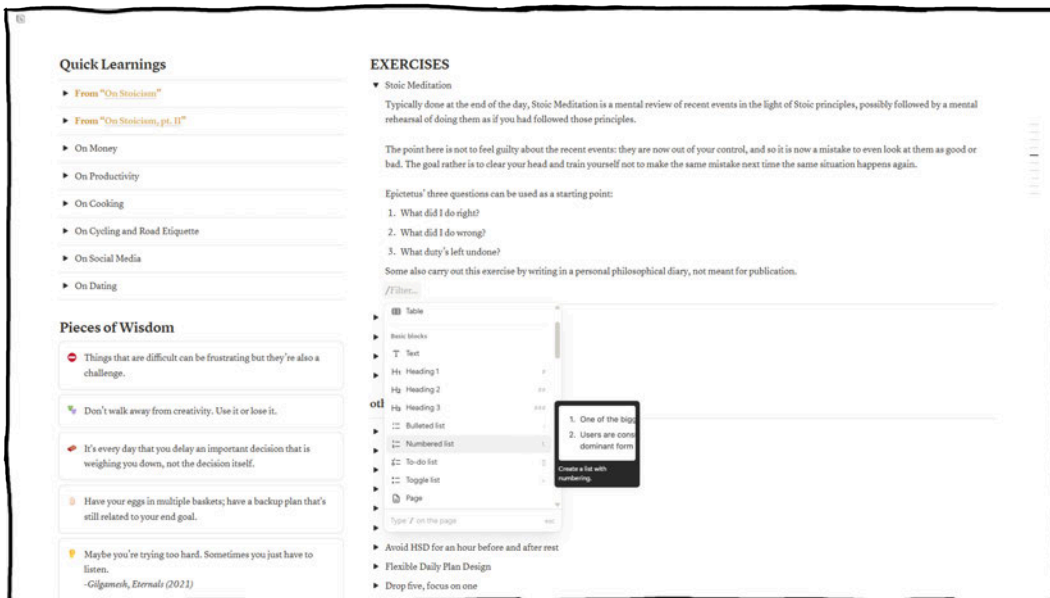 Quick Learnings
From "On Stoicism"
From "On Stoicism, pt. II"
On Money
On Productivity
On Cooking
On Cycling and Road Etiquette
On Social Media
On Dating
Pieces of Wisdom
Things that are difficult can be frustrating but they're also a
challenge.
Don't walk away from creativity. Use it or lose it.
It's every day that you delay an important decision that is
weighing you down, not the decision itself.
Have your eggs in multiple baskets; have a backup plan that's
still related to your end goal.
Maybe you're trying too hard. Sometimes you just have to
listen.
-Gilgamesh, Eternals (2021)
EXERCISES
Stoic Meditation
Typically done at the end of the day, Stoic Meditation is a mental review of recent events in the light of Stoic principles, possibly followed by a mental
rehearsal of doing them as if you had followed those principles.
The point here is not to feel guilty about the recent events: they are now out of your control, and so it is now a mistake to even look at them as good or
bad. The goal rather is to clear your head and train yourself not to make the same mistake next time the same situation happens again.
Epictetus' three questions can be used as a starting point:
1. What did I do right?
2. What did I do wrong?
3. What duty's left undone?
Some also carry out this exercise by writing in a personal philosophical diary, not meant for publication.
/Filter...
Table
Basic blocks
Text
Heading 1 #
Heading 2 ##
Heading 3 ###
Bulleted list
Numbered list
To-do list
Toggle list
Page
Type '/' on the page esc
1. One of the bigg
2. Users are cons
dominant form
Create a list with
numbering.
Avoid HSD for an hour before and after rest
Flexible Daily Plan Design
Drop five, focus on one